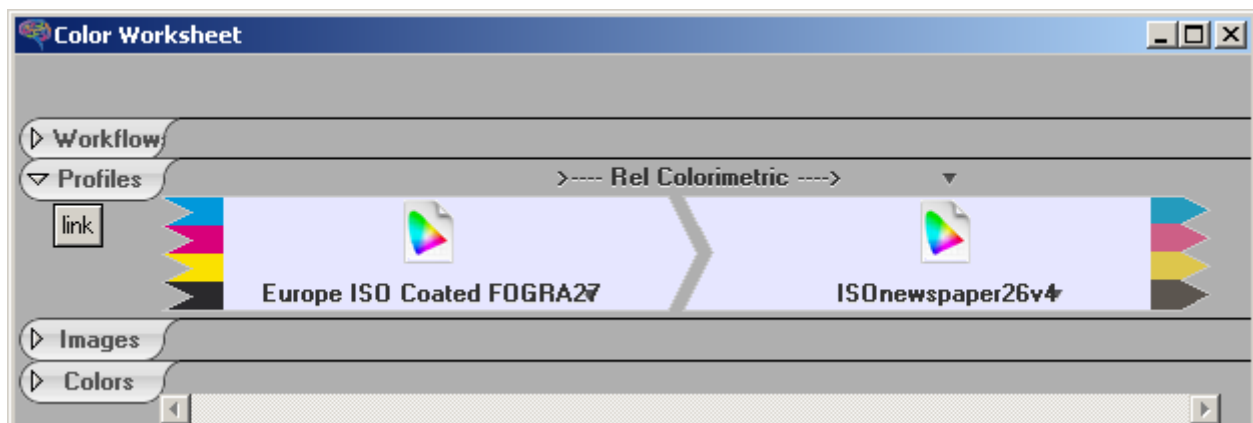 Color Worksheet
Workflow
Profiles
>---- Rel Colorimetric ---->
link
Europe ISO Coated FOGRA27
ISOnewspaper26v4
Images
Colors